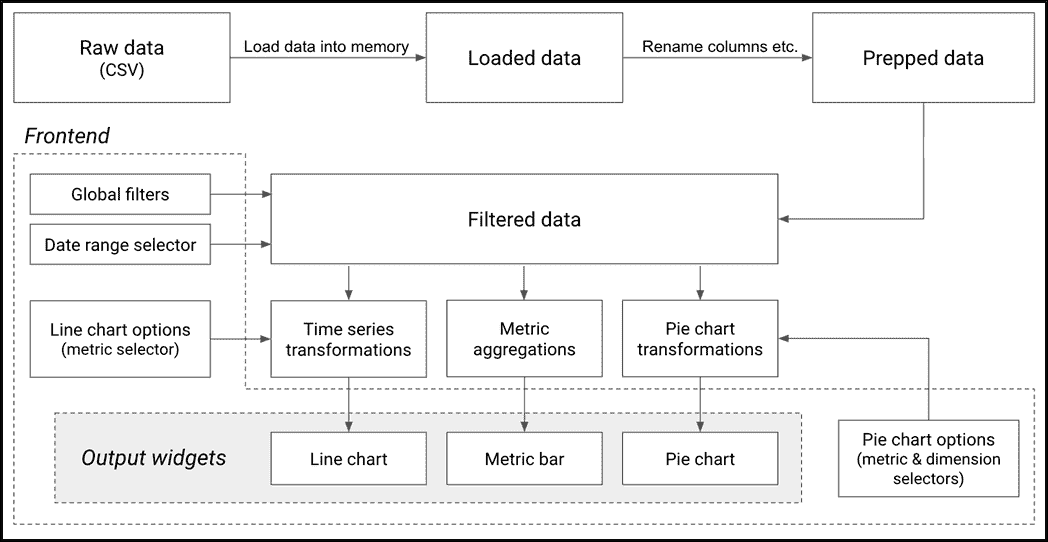 Raw data
(CSV)
Load data into memory
Loaded data
Rename columns etc.
Prepped data
Frontend
Global filters
Filtered data
Date range selector
Line chart options
(metric selector)
Time series
transformations
Metric
aggregations
Pie chart
transformations
Output widgets
Line chart
Metric bar
Pie chart
Pie chart options
(metric & dimension
selectors)